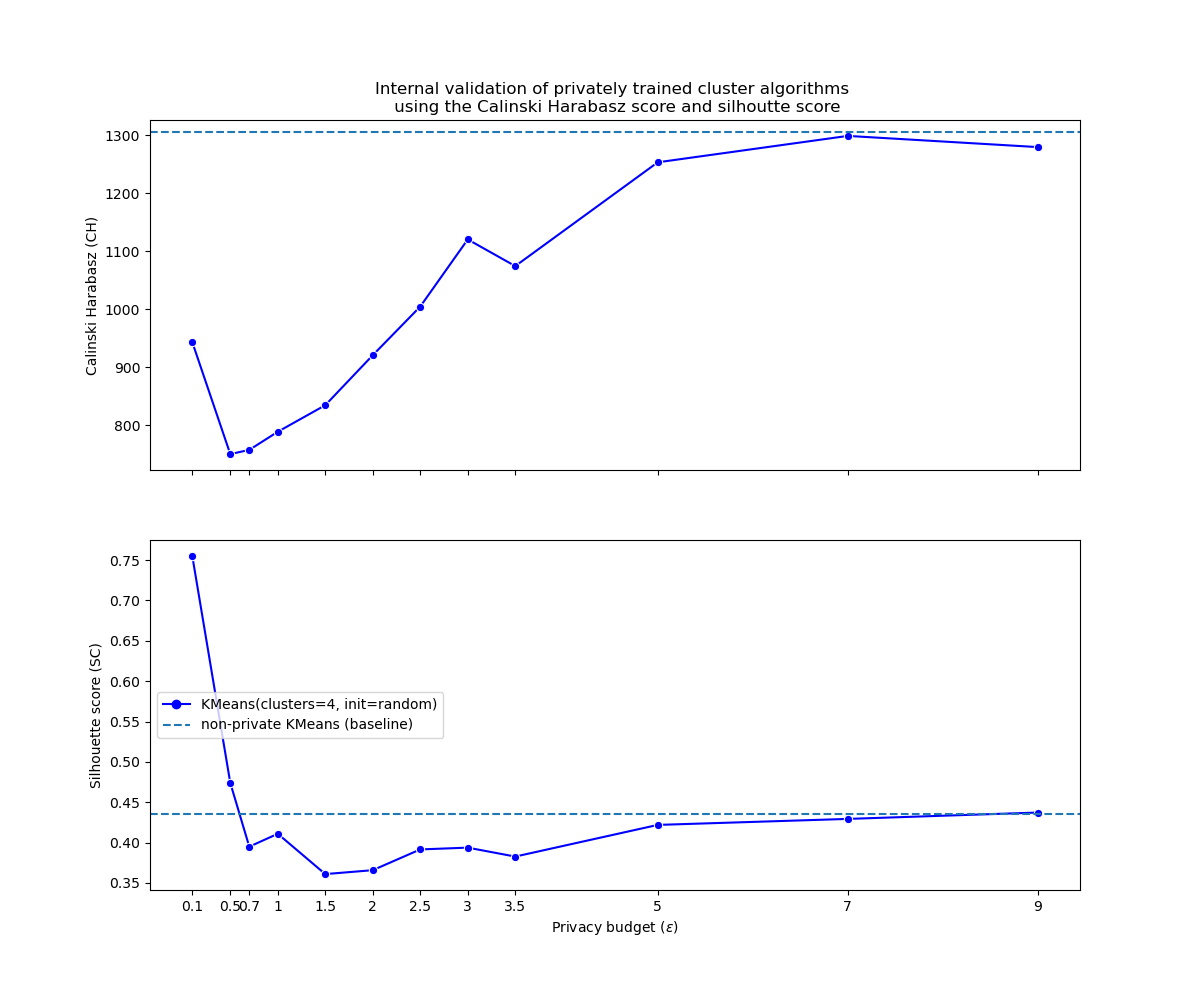 Internal validation of privately trained cluster algorithms
using the Calinski Harabasz score and silhoutte score
1300
1200
1100
1000
900
800
Calinski Harabasz (CH)
0.75
0.70
0.65
0.60
0.55
0.50
0.45
0.40
0.35
Silhouette score (SC)
KMeans(clusters=4, init=random)
non-private KMeans (baseline)
0.1 0.5 0.7 1 1.5 2 2.5 3 3.5 5 7 9
Privacy budget (ε)